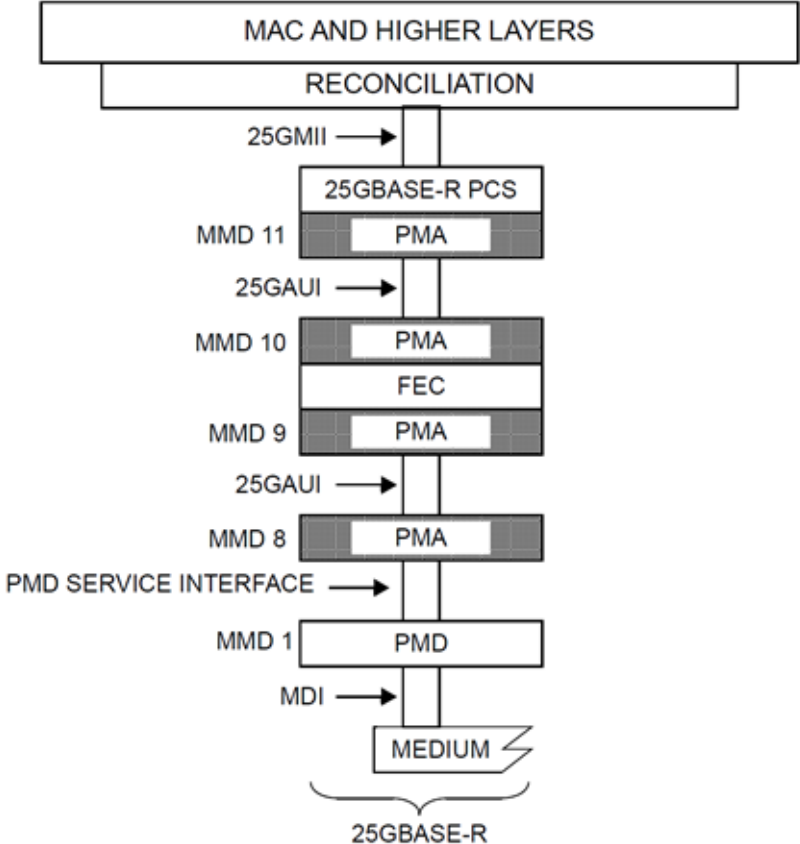 MAC AND HIGHER LAYERS
RECONCILIATION
25GMII
25GBASE-R PCS
MMD 11 PMA
25GAUI
MMD 10 PMA
FEC
MMD 9 PMA
25GAUI
MMD 8 PMA
PMD SERVICE INTERFACE
MMD 1 PMD
MDI
MEDIUM
25GBASE-R